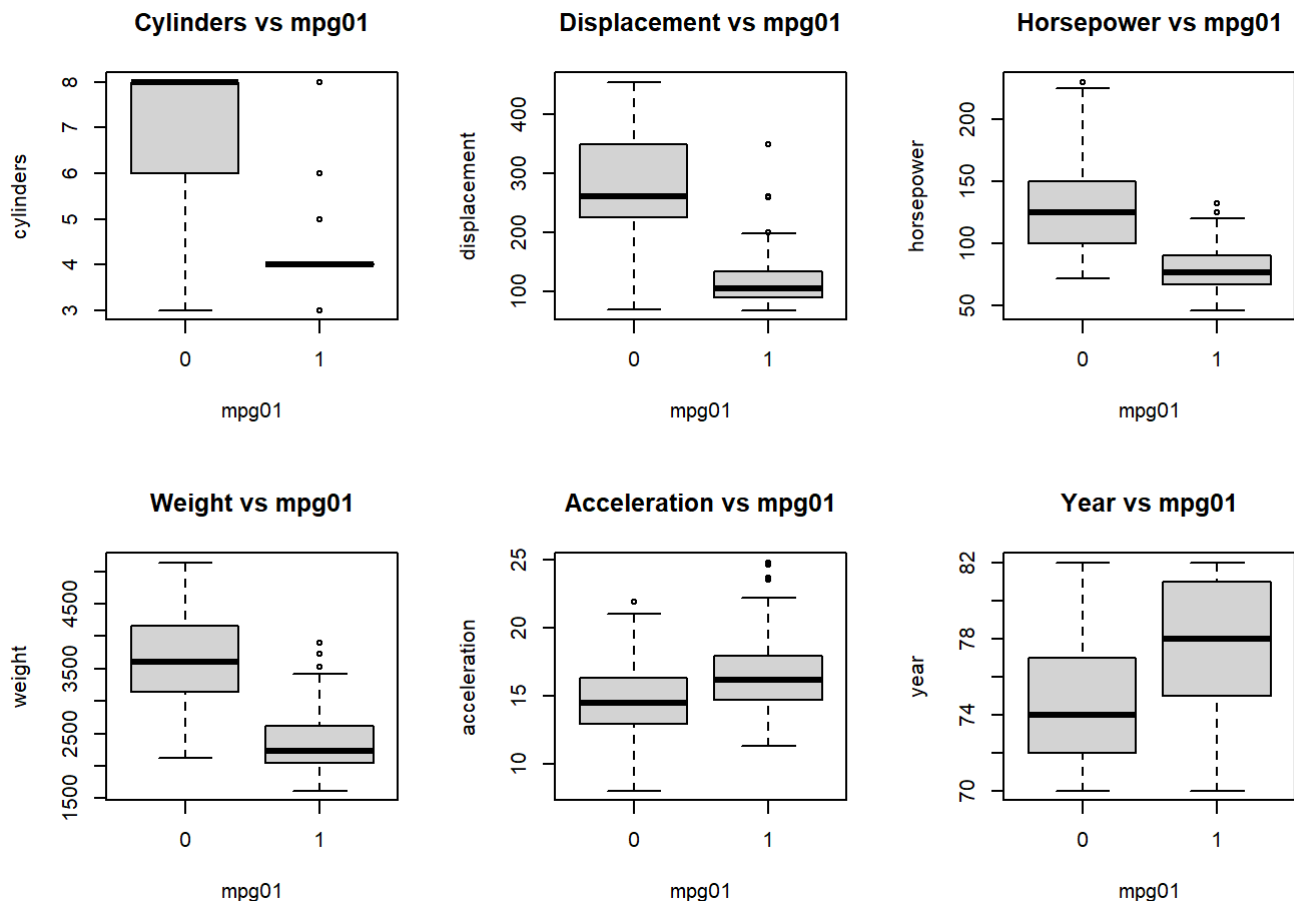 Cylinders vs mpg01
8
7
6
5
4
3
cylinders
0 1
mpg01
Displacement vs mpg01
400
300
200
100
displacement
0 1
mpg01
Horsepower vs mpg01
200
150
100
50
horsepower
0 1
mpg01
Weight vs mpg01
4500
3500
2500
1500
weight
0 1
mpg01
Acceleration vs mpg01
25
20
15
10
acceleration
0 1
mpg01
Year vs mpg01
82
78
74
70
year
0 1
mpg01